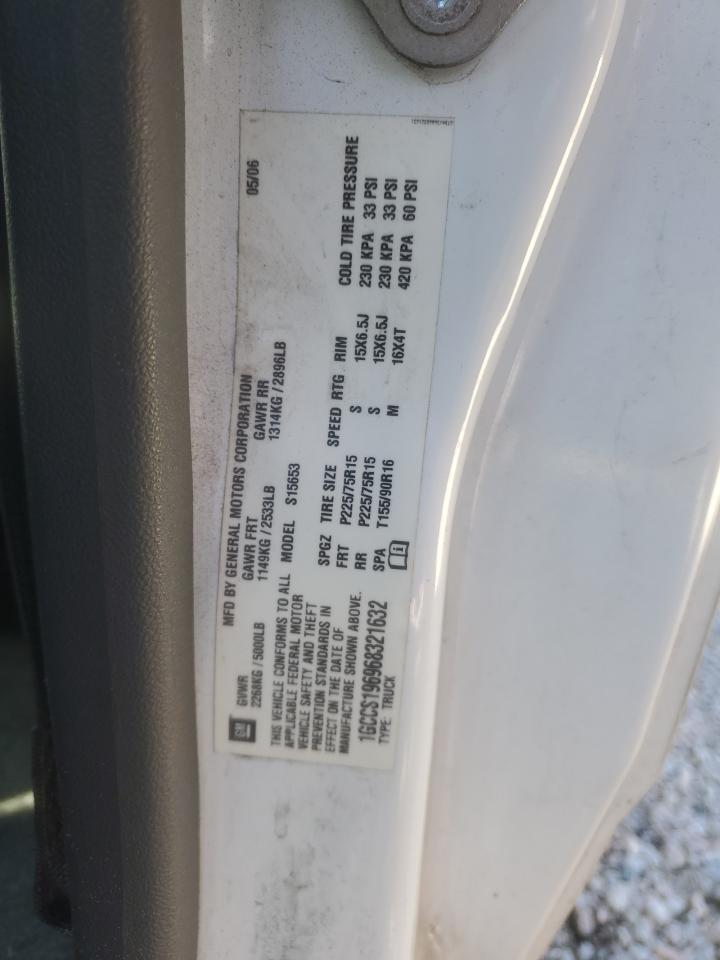 GM
MFD BY GENERAL MOTORS CORPORATION 05/06
GVWR GAWR FRT GAWR RR
2268KG / 5000LB 1149KG / 2533LB 1314KG / 2896LB
THIS VEHICLE CONFORMS TO ALL
APPLICABLE FEDERAL MOTOR
VEHICLE SAFETY AND THEFT
PREVENTION STANDARDS IN
EFFECT ON THE DATE OF
MANUFACTURE SHOWN ABOVE.
1GCCS196968321632
TYPE: TRUCK
MODEL S15653
SPGZ TIRE SIZE SPEED RTG RIM COLD TIRE PRESSURE
FRT P225/75R15 S 15X6.5J 230 KPA 33 PSI
RR P225/75R15 S 15X6.5J 230 KPA 33 PSI
SPA T155/90R16 M 16X4T 420 KPA 60 PSI